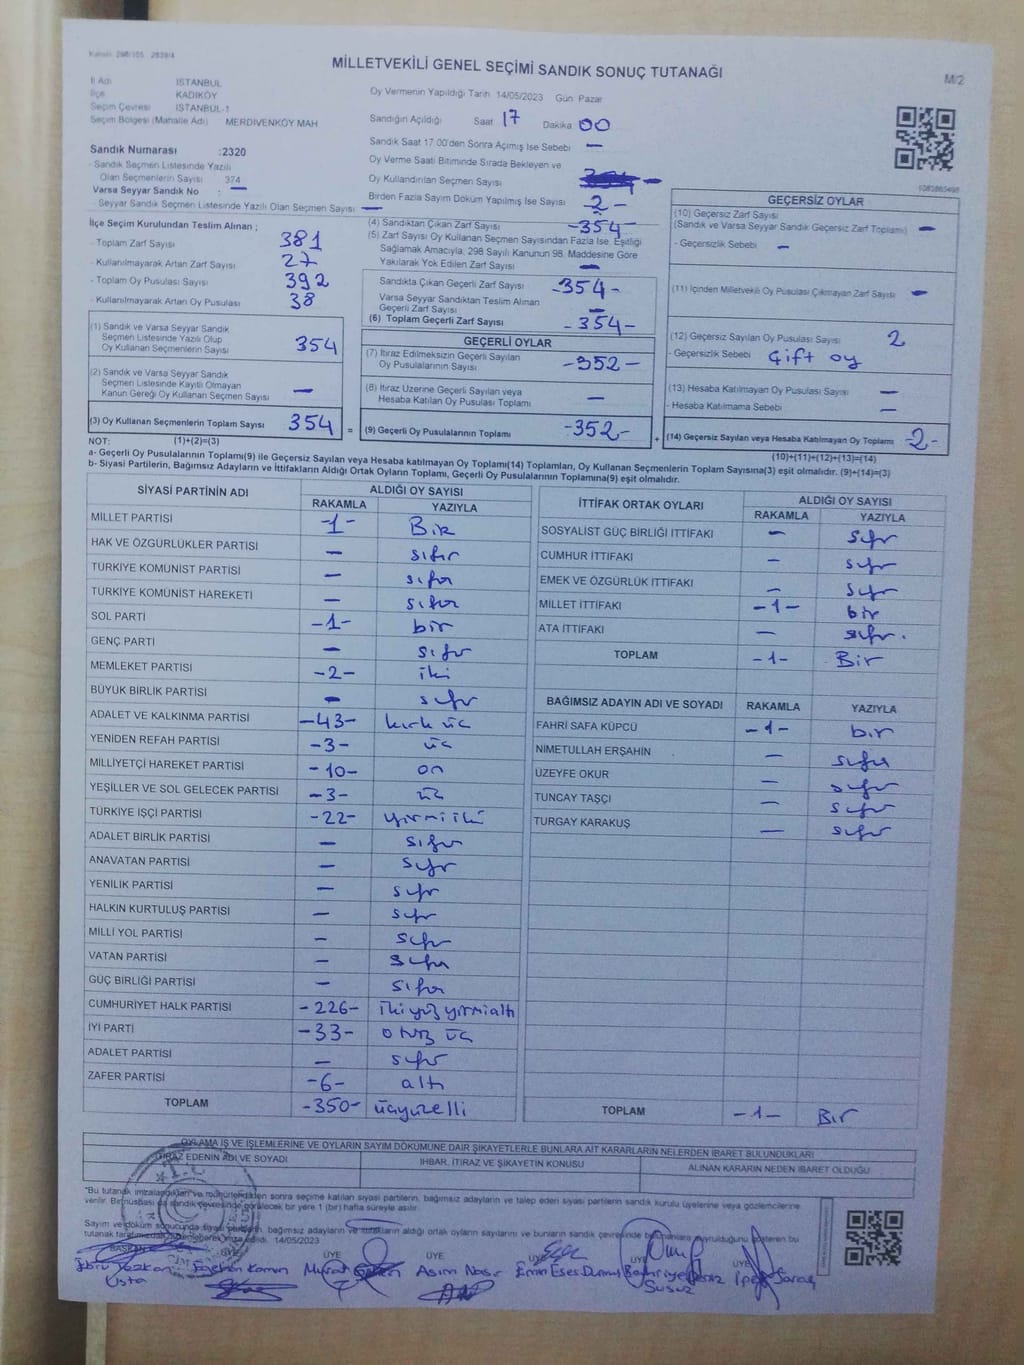 Kanun: 298/105 2839/4
MİLLETVEKİLİ GENEL SEÇİMİ SANDIK SONUÇ TUTANAĞI
M/2
İl Adı İSTANBUL
İlçe KADIKÖY
Seçim Çevresi İSTANBUL-1
Seçim Bölgesi (Mahalle Adı) MERDİVENKÖY MAH
Oy Vermenin Yapıldığı Tarih 14/05/2023 Gün Pazar
Sandığın Açıldığı Saat 17 Dakika 00
Sandık Saat 17.00'den Sonra Açılmış İse Sebebi —
Oy Verme Saati Bitiminde Sırada Bekleyen ve
Oy Kullandırılan Seçmen Sayısı —
Birden Fazla Sayım Döküm Yapılmış İse Sayısı -2-
Sandık Numarası :2320
- Sandık Seçmen Listesinde Yazılı
Olan Seçmenlerin Sayısı 374
Varsa Seyyar Sandık No : —
- Seyyar Sandık Seçmen Listesinde Yazılı Olan Seçmen Sayısı —
İlçe Seçim Kurulundan Teslim Alınan ;
- Toplam Zarf Sayısı 381
- Kullanılmayarak Artan Zarf Sayısı 27
- Toplam Oy Pusulası Sayısı 392
- Kullanılmayarak Artan Oy Pusulası 38
(1) Sandık ve Varsa Seyyar Sandık
Seçmen Listesinde Yazılı Olup
Oy Kullanan Seçmenlerin Sayısı 354
(2) Sandık ve Varsa Seyyar Sandık
Seçmen Listesinde Kayıtlı Olmayan
Kanun Gereği Oy Kullanan Seçmen Sayısı —
(3) Oy Kullanan Seçmenlerin Toplam Sayısı 354 =
(4) Sandıktan Çıkan Zarf Sayısı -354-
(5) Zarf Sayısı Oy Kullanan Seçmen Sayısından Fazla İse, Eşitliği
Sağlamak Amacıyla, 298 Sayılı Kanunun 98. Maddesine Göre
Yakılarak Yok Edilen Zarf Sayısı —
Sandıkta Çıkan Geçerli Zarf Sayısı -354-
Varsa Seyyar Sandıktan Teslim Alınan
Geçerli Zarf Sayısı —
(6) Toplam Geçerli Zarf Sayısı -354-
GEÇERLİ OYLAR
(7) İtiraz Edilmeksizin Geçerli Sayılan
Oy Pusulalarının Sayısı -352-
(8) İtiraz Üzerine Geçerli Sayılan veya
Hesaba Katılan Oy Pusulası Toplamı —
(9) Geçerli Oy Pusulalarının Toplamı -352- +
GEÇERSİZ OYLAR
(10) Geçersiz Zarf Sayısı
(Sandık ve Varsa Seyyar Sandık Geçersiz Zarf Toplamı) —
- Geçersizlik Sebebi —
(11) İçinden Milletvekili Oy Pusulası Çıkmayan Zarf Sayısı —
(12) Geçersiz Sayılan Oy Pusulası Sayısı 2
- Geçersizlik Sebebi Çift oy
(13) Hesaba Katılmayan Oy Pusulası Sayısı —
- Hesaba Katılmama Sebebi —
(14) Geçersiz Sayılan veya Hesaba Katılmayan Oy Toplamı -2-
NOT: (1)+(2)=(3)
(10)+(11)+(12)+(13)=(14)
a- Geçerli Oy Pusulalarının Toplamı(9) ile Geçersiz Sayılan veya Hesaba katılmayan Oy Toplamı(14) Toplamları, Oy Kullanan Seçmenlerin Toplam Sayısına(3) eşit olmalıdır. (9)+(14)=(3)
b- Siyasi Partilerin, Bağımsız Adayların ve İttifakların Aldığı Ortak Oyların Toplamı, Geçerli Oy Pusulalarının Toplamına(9) eşit olmalıdır.
SİYASİ PARTİNİN ADI ALDIĞI OY SAYISI
RAKAMLA YAZIYLA
MİLLET PARTİSİ -1- Bir
HAK VE ÖZGÜRLÜKLER PARTİSİ — sıfır
TÜRKİYE KOMÜNİST PARTİSİ — sıfır
TÜRKİYE KOMÜNİST HAREKETİ — sıfır
SOL PARTİ -1- bir
GENÇ PARTİ — sıfır
MEMLEKET PARTİSİ -2- iki
BÜYÜK BİRLİK PARTİSİ — sıfır
ADALET VE KALKINMA PARTİSİ -43- kırk üç
YENİDEN REFAH PARTİSİ -3- üç
MİLLİYETÇİ HAREKET PARTİSİ -10- on
YEŞİLLER VE SOL GELECEK PARTİSİ -3- üç
TÜRKİYE İŞÇİ PARTİSİ -22- yirmi iki
ADALET BİRLİK PARTİSİ — sıfır
ANAVATAN PARTİSİ — sıfır
YENİLİK PARTİSİ — sıfır
HALKIN KURTULUŞ PARTİSİ — sıfır
MİLLİ YOL PARTİSİ — sıfır
VATAN PARTİSİ — sıfır
GÜÇ BİRLİĞİ PARTİSİ — sıfır
CUMHURİYET HALK PARTİSİ -226- iki yüz yirmi altı
İYİ PARTİ -33- otuz üç
ADALET PARTİSİ — sıfır
ZAFER PARTİSİ -6- altı
TOPLAM -350- üçyüzelli
İTTİFAK ORTAK OYLARI ALDIĞI OY SAYISI
RAKAMLA YAZIYLA
SOSYALİST GÜÇ BİRLİĞİ İTTİFAKI — sıfır
CUMHUR İTTİFAKI — sıfır
EMEK VE ÖZGÜRLÜK İTTİFAKI — sıfır
MİLLET İTTİFAKI -1- bir
ATA İTTİFAKI — sıfır.
TOPLAM -1- Bir
BAĞIMSIZ ADAYIN ADI VE SOYADI RAKAMLA YAZIYLA
FAHRİ SAFA KÜPCÜ -1- bir
NİMETULLAH ERŞAHİN — sıfır
ÜZEYFE OKUR — sıfır
TUNCAY TAŞÇI — sıfır
TURGAY KARAKUŞ — sıfır
TOPLAM -1- Bir
OYLAMA İŞ VE İŞLEMLERİNE VE OYLARIN SAYIM DÖKÜMÜNE DAİR ŞİKAYETLERLE BUNLARA AİT KARARLARIN NELERDEN İBARET BULUNDUKLARI
İTİRAZ EDENİN ADI VE SOYADI İHBAR, İTİRAZ VE ŞİKAYETİN KONUSU ALINAN KARARIN NEDEN İBARET OLDUĞU
"Bu tutanak imzalandıktan ve mühürlendikten sonra seçime katılan siyasi partilerin, bağımsız adayların ve talep eden siyasi partilerin sandık kurulu üyelerine veya gözlemcilerine
verilir. Bir nüshası da sandık çevresinde
bir yere 1 (bir) hafta süreyle asılır.
Sayım ve döküm sonucunda siyasi partilerin, bağımsız adayların ve ittifakların aldığı ortak oyların sayılarını ve bunların sandık çevresinde
gösteren bu
tutanak tarafımızdan
14/05/2023
BAŞKAN ÜYE ÜYE ÜYE ÜYE ÜYE
Murat
Asım
İpek